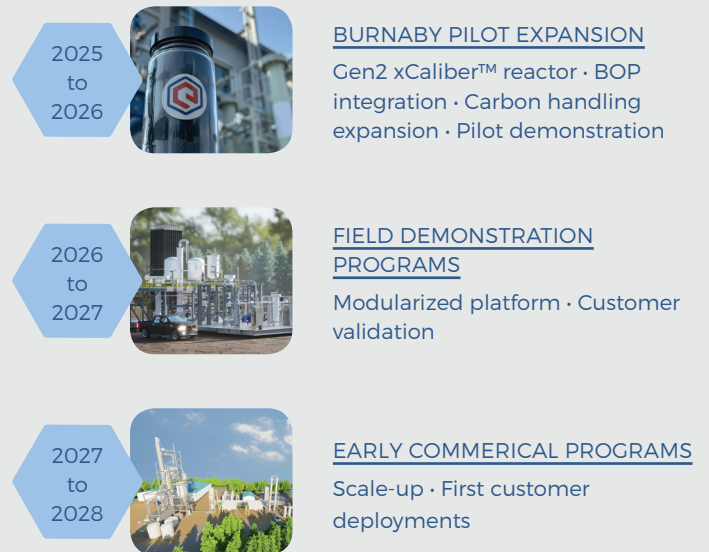 2025
to
2026
BURNABY PILOT EXPANSION
Gen2 xCaliber™ reactor · BOP
integration · Carbon handling
expansion · Pilot demonstration
2026
to
2027
FIELD DEMONSTRATION
PROGRAMS
Modularized platform · Customer
validation
2027
to
2028
EARLY COMMERICAL PROGRAMS
Scale-up · First customer
deployments